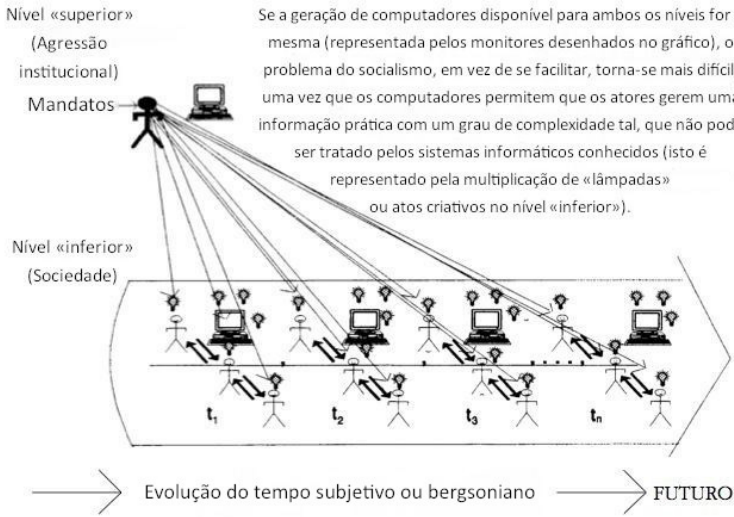 Nível «superior»
(Agressão
institucional)
Mandatos
Se a geração de computadores disponível para ambos os níveis for
mesma (representada pelos monitores desenhados no gráfico), o
problema do socialismo, em vez de se facilitar, torna-se mais difícil
uma vez que os computadores permitem que os atores gerem uma
informação prática com um grau de complexidade tal, que não pod
ser tratado pelos sistemas informáticos conhecidos (isto é
representado pela multiplicação de «lâmpadas»
ou atos criativos no nível «inferior»).
Nível «inferior»
(Sociedade)
t1
t2
t3
tn
Evolução do tempo subjetivo ou bergsoniano
FUTURO